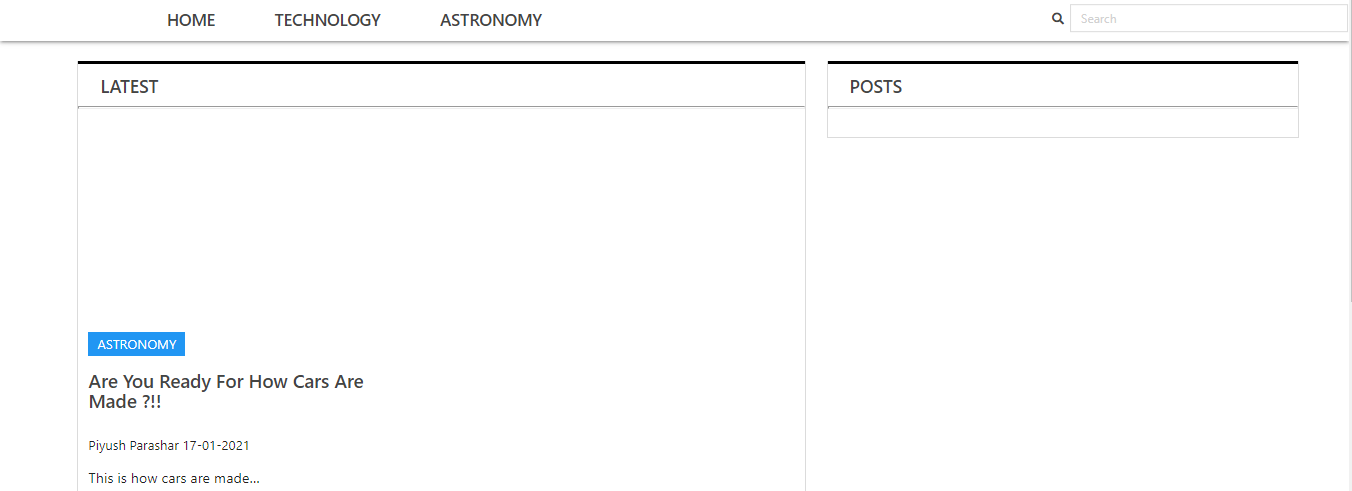 HOME TECHNOLOGY ASTRONOMY Search
LATEST
POSTS
ASTRONOMY
Are You Ready For How Cars Are
Made ?!!
Piyush Parashar 17-01-2021
This is how cars are made...